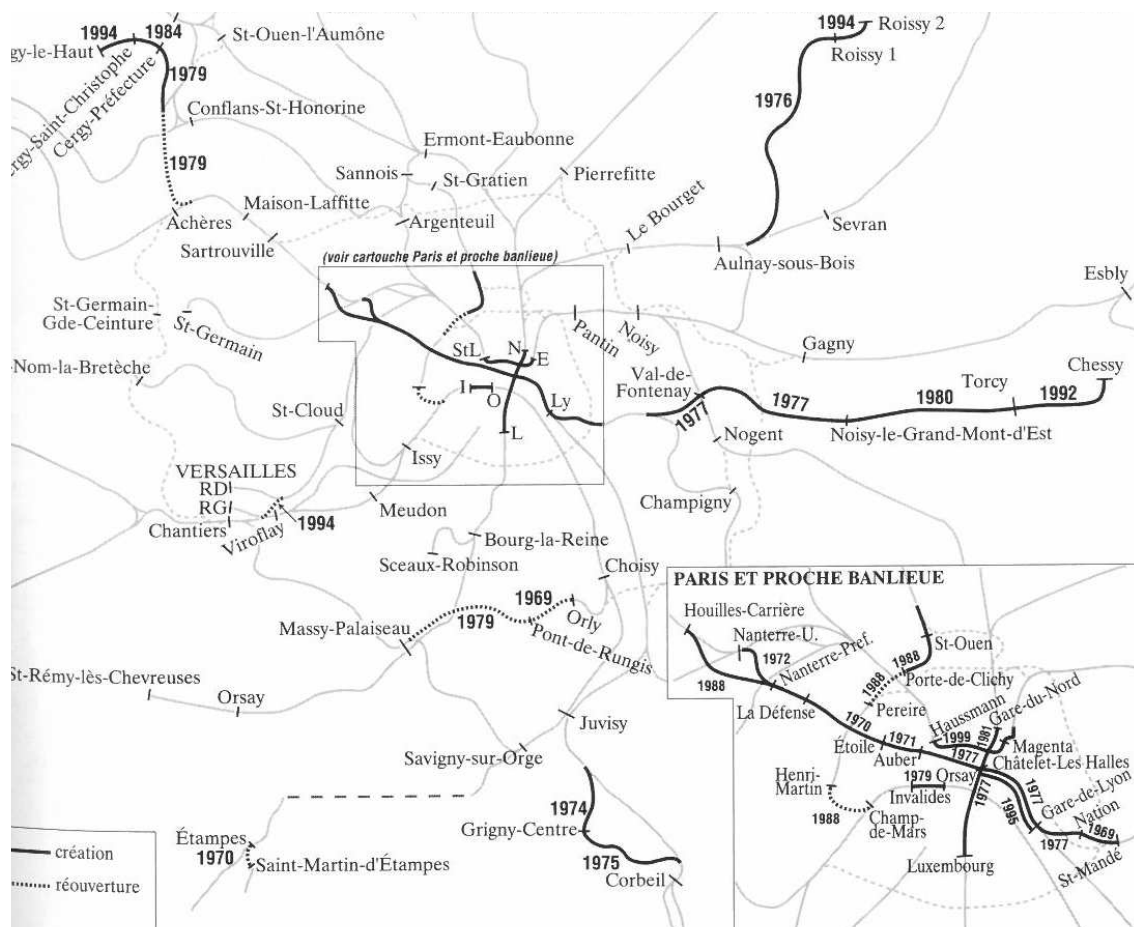 1994
1984
gy-le-Haut
St-Ouen-l'Aumône
1994
Roissy 2
Roissy 1
ergy-Saint-Christophe
Cergy-Préfecture
1979
Conflans-St-Honorine
1976
Ermont-Eaubonne
1979
Sannois
St-Gratien
Pierrefitte
Maison-Laffitte
Achères
Argenteuil
Le Bourget
Sevran
Sartrouville
Aulnay-sous-Bois
(voir cartouche Paris et proche banlieue)
Esbly
St-Germain-
Gde-Ceinture
St-Germain
Pantin
Noisy
Gagny
StL
N
E
-Nom-la-Bretèche
Val-de-
Fontenay
Torcy
Chessy
I
O
Ly
1977
1977
1980
1992
St-Cloud
L
Nogent
Noisy-le-Grand-Mont-d'Est
Issy
VERSAILLES
RD
RG
Chantiers
Viroflay
1994
Meudon
Champigny
Bourg-la-Reine
Sceaux-Robinson
Choisy
1969
Orly
Massy-Palaiseau
1979
Pont-de-Rungis
St-Rémy-lès-Chevreuses
Orsay
Juvisy
Savigny-sur-Orge
1974
Grigny-Centre
1975
Corbeil
Étampes
1970
Saint-Martin-d'Étampes
création
réouverture
PARIS ET PROCHE BANLIEUE
Houilles-Carrière
Nanterre-U.
1972
Nanterre-Pref.
1988
St-Ouen
1988
Porte-de-Clichy
1988
Pereire
La Défense
1970
Haussmann
Gare-du-Nord
1999
1981
Étoile
1971
Auber
1977
Magenta
Châtelet-Les Halles
Henri-
Martin
1979
Orsay
Invalides
1977
1977
1995
Gare-de-Lyon
Nation
1988
Champ-
de-Mars
1969
1977
Luxembourg
St-Mandé